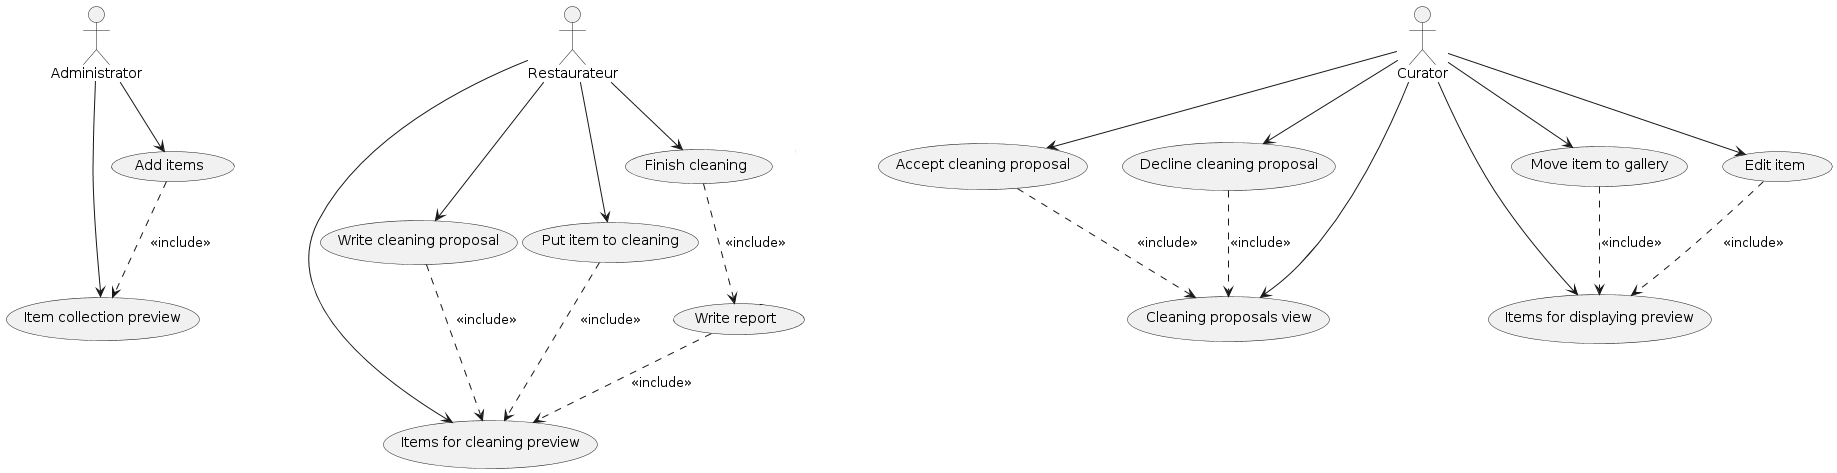 Administrator
Restaurateur
Curator
Add items
Finish cleaning
Accept cleaning proposal
Decline cleaning proposal
Move item to gallery
Edit item
Write cleaning proposal
Put item to cleaning
«include»
«include»
«include»
«include»
«include»
«include»
Item collection preview
«include»
«include»
Write report
Cleaning proposals view
Items for displaying preview
«include»
Items for cleaning preview